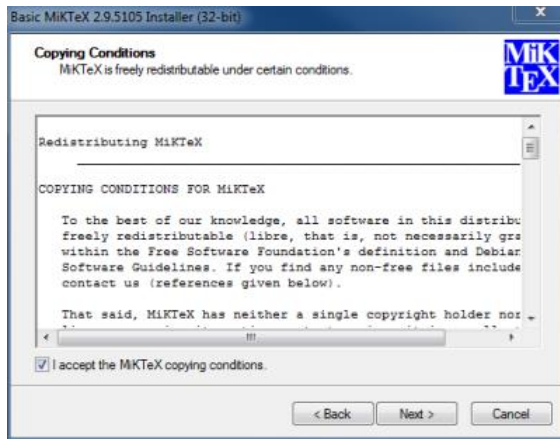 Basic MiKTeX 2.9.5105 Installer (32-bit)
x
Copying Conditions
MiKTeX is freely redistributable under certain conditions.
MiK
TEX
Redistributing MiKTeX
COPYING CONDITIONS FOR MiKTeX
To the best of our knowledge, all software in this distribu
freely redistributable (libre, that is, not necessarily gra
within the Free Software Foundation's definition and Debian
Software Guidelines. If you find any non-free files include
contact us (references given below).
That said, MiKTeX has neither a single copyright holder nor
I accept the MiKTeX copying conditions.
< Back
Next >
Cancel